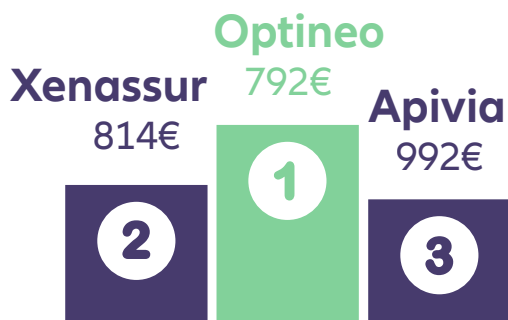 Optineo
792€
Xenassur
814€
Apivia
992€
1
2
3